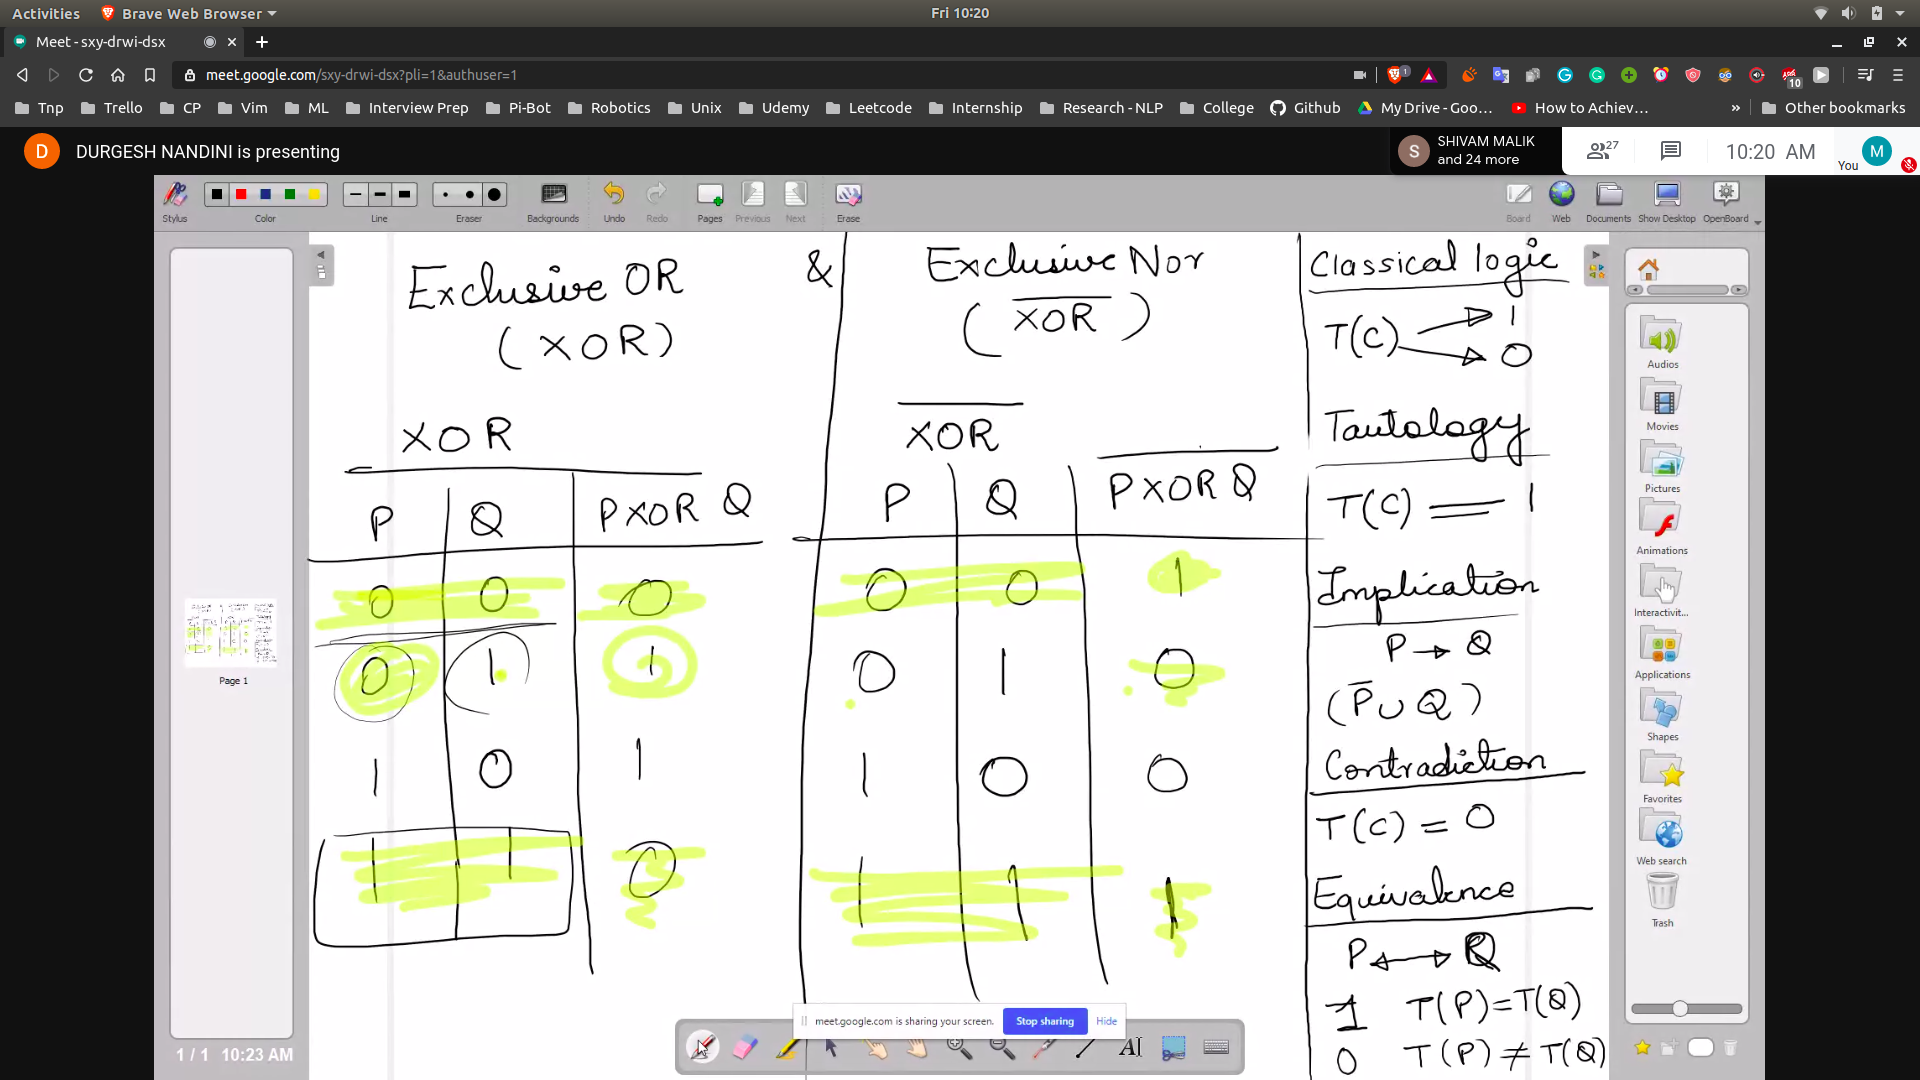 Activities Brave Web Browser Fri 10:20
Meet - sxy-drwi-dsx
meet.google.com/sxy-drwi-dsx?pli=1&authuser=1
1 10
Tnp Trello CP Vim ML Interview Prep Pi-Bot Robotics Unix Udemy Leetcode Internship Research - NLP College Github My Drive - Goo... How to Achiev... » Other bookmarks
D DURGESH NANDINI is presenting
S SHIVAM MALIK
and 24 more
27
10:20 AM
You M
Stylus Color Line Eraser Backgrounds Undo Redo Pages Previous Next Erase Board Web Documents Show Desktop OpenBoard
Page 1
1 / 1 10:23 AM
Exclusive OR &
(XOR)
XOR
P Q P XOR Q
0 0 0
0 1 1
1 0 1
1 1 0
Exclusive Nor
(XOR)
XOR
P Q P XOR Q
0 0 1
0 1 0
1 0 0
1 1 1
Classical logic
T(C) 1
0
Tautology
T(C) = 1
Implication
P → Q
(P̅ ∪ Q)
Contradiction
T(C) = 0
Equivalence
P ↔ Q
1 T(P)=T(Q)
0 T(P) ≠ T(Q)
Audios
Movies
Pictures
Animations
Interactivit...
Applications
Shapes
Favorites
Web search
Trash
meet.google.com is sharing your screen. Stop sharing Hide